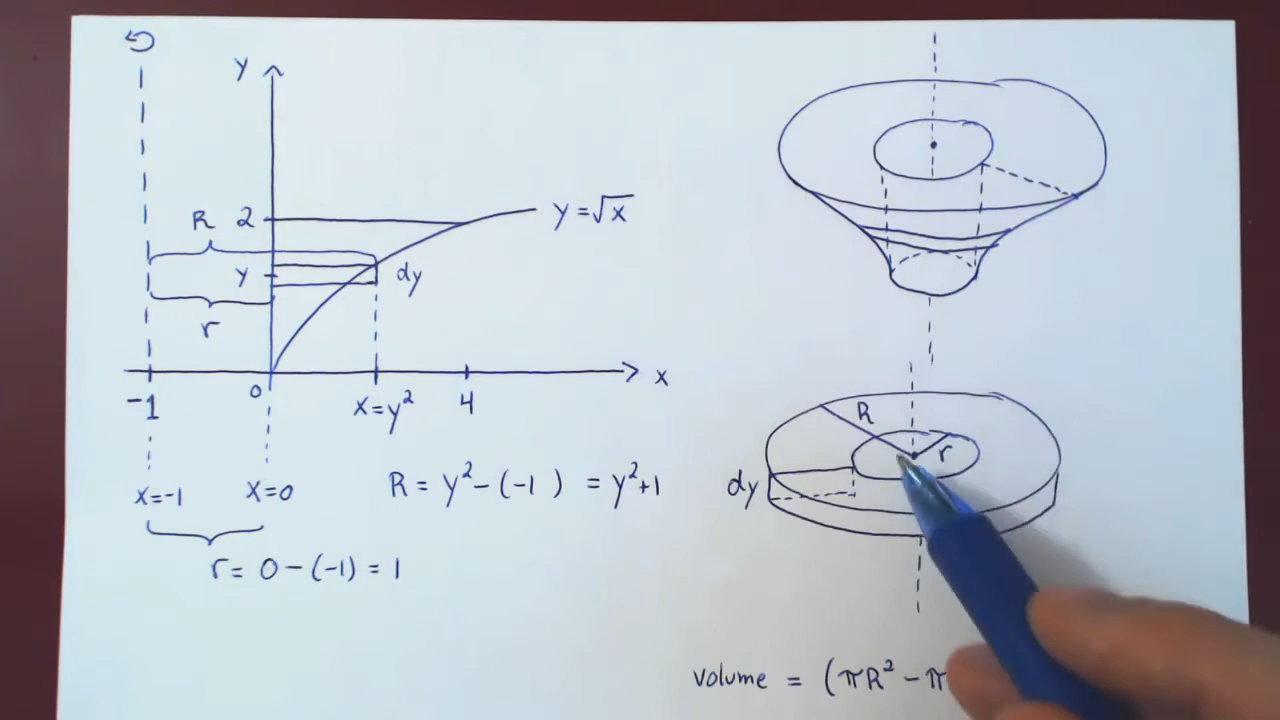 y
R 2
y = √x
y
dy
r
0
x
-1
x = y²
4
x = -1
x = 0
R = y² - (-1) = y² + 1
r = 0 - (-1) = 1
R
r
dy
Volume = (πR² - π